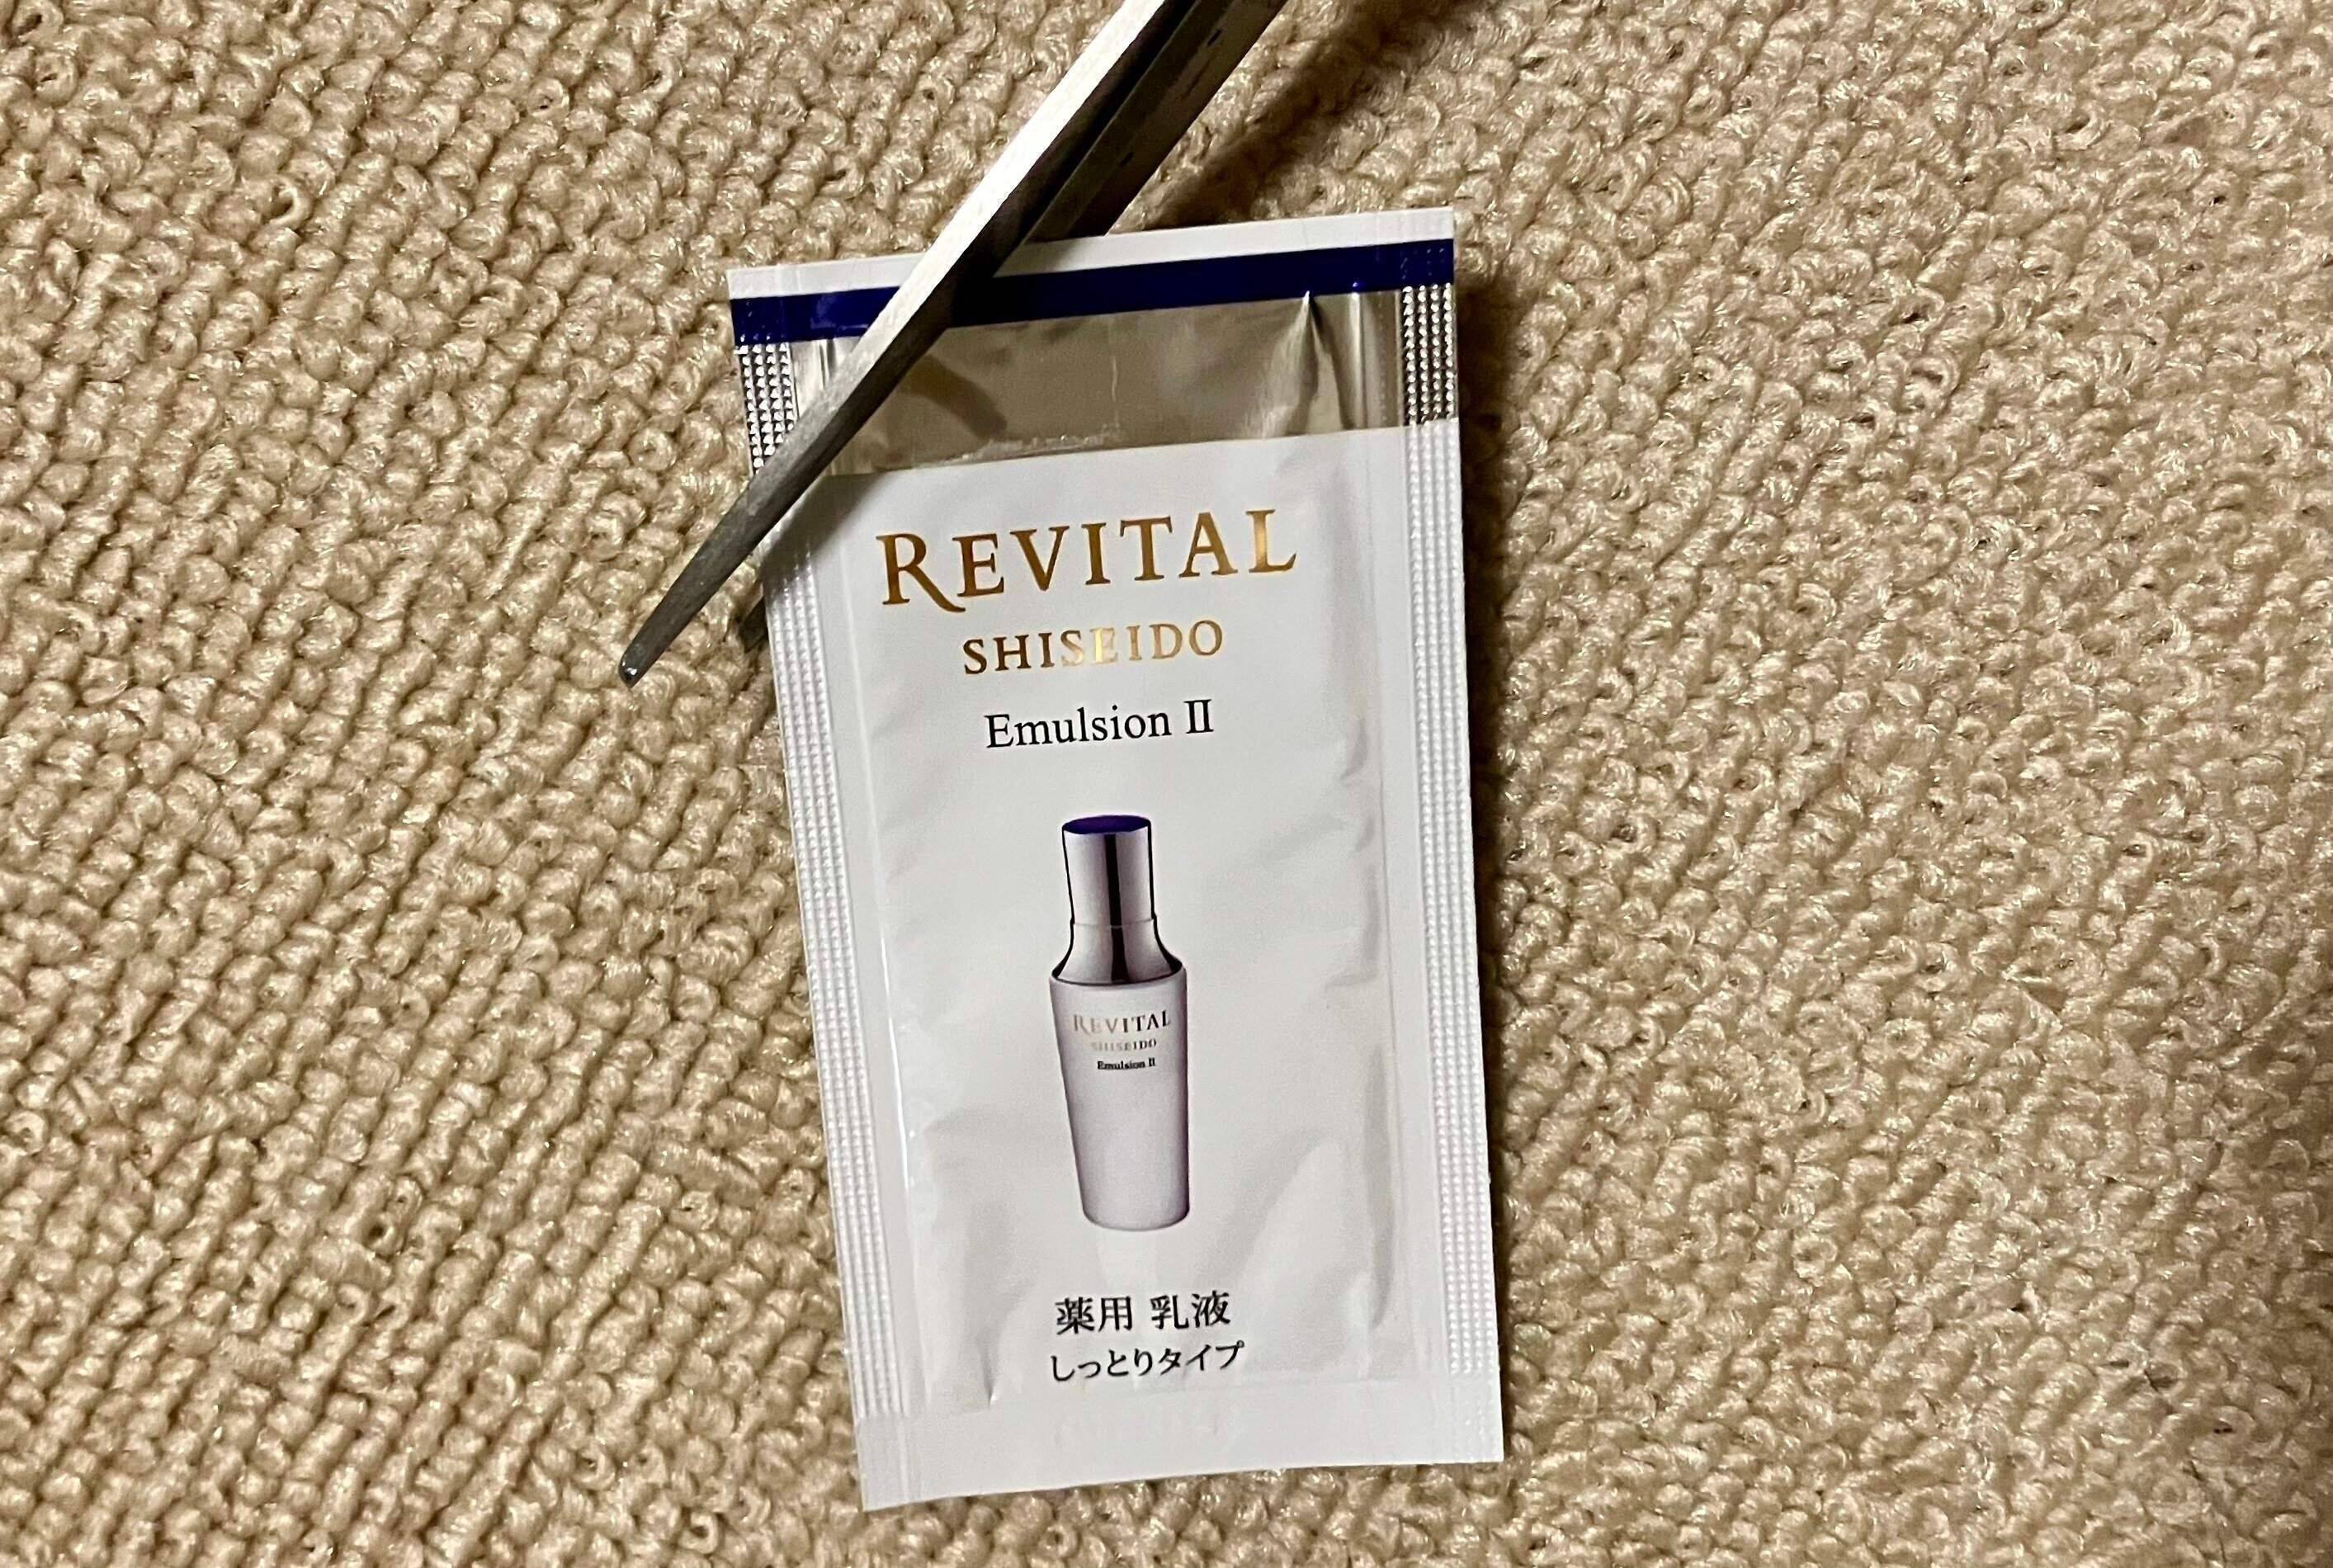 REVITAL
SHISEIDO
Emulsion Ⅱ
REVITAL
SHISEIDO
Emulsion Ⅱ
薬用 乳液
しっとりタイプ